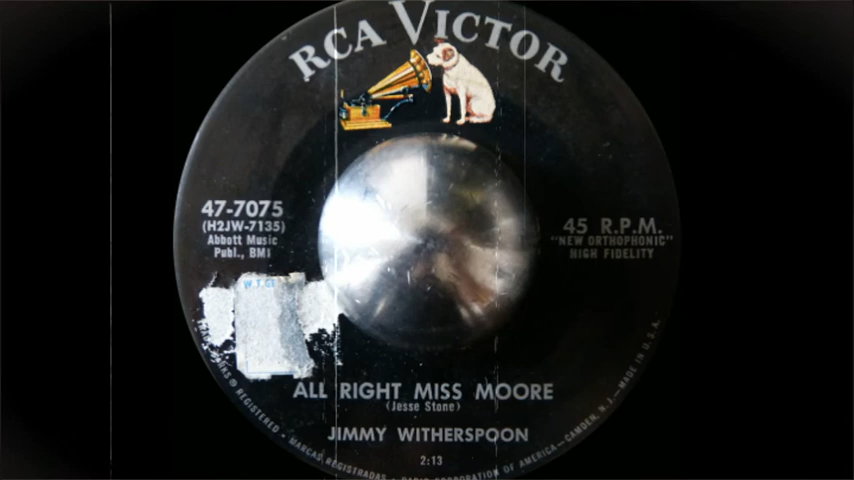 RCA VICTOR
47-7075
(H2JW-7135)
Abbott Music
Publ., BMI
45 R.P.M.
"NEW ORTHOPHONIC"
HIGH FIDELITY
W.T.
ALL RIGHT MISS MOORE
(Jesse Stone)
JIMMY WITHERSPOON
2:13
MARKS ® REGISTERED • MARCAS REGISTRADAS • RADIO CORPORATION OF AMERICA—CAMDEN, N.J.—MADE IN U.S.A.